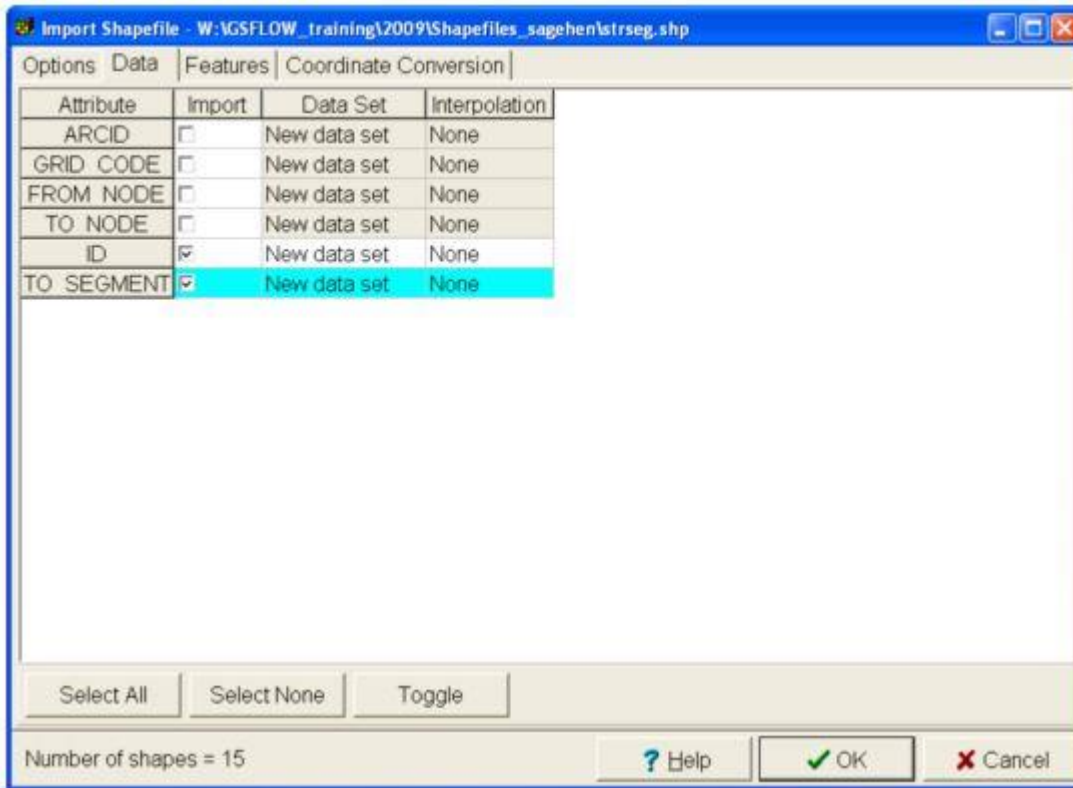 Import Shapefile - W:\GSFLOW_training\2009\Shapefiles_sagehen\strseg.shp
Options Data Features Coordinate Conversion
Attribute Import Data Set Interpolation
ARCID New data set None
GRID_CODE New data set None
FROM_NODE New data set None
TO_NODE New data set None
ID New data set None
TO_SEGMENT New data set None
Select All Select None Toggle
Number of shapes = 15 ? Help OK Cancel